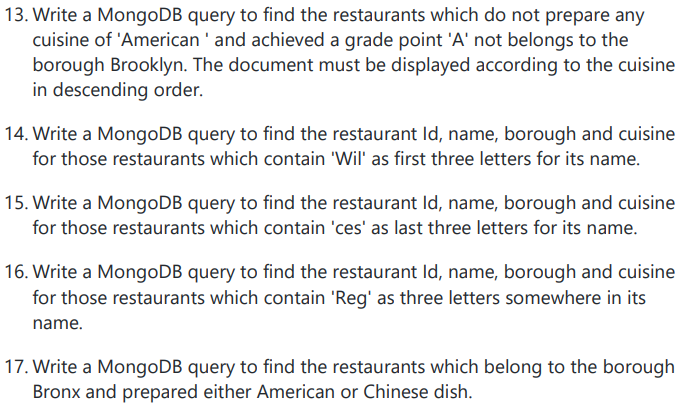 13. Write a MongoDB query to find the restaurants which do not prepare any
cuisine of 'American ' and achieved a grade point 'A' not belongs to the
borough Brooklyn. The document must be displayed according to the cuisine
in descending order.
14. Write a MongoDB query to find the restaurant Id, name, borough and cuisine
for those restaurants which contain 'Wil' as first three letters for its name.
15. Write a MongoDB query to find the restaurant Id, name, borough and cuisine
for those restaurants which contain 'ces' as last three letters for its name.
16. Write a MongoDB query to find the restaurant Id, name, borough and cuisine
for those restaurants which contain 'Reg' as three letters somewhere in its
name.
17. Write a MongoDB query to find the restaurants which belong to the borough
Bronx and prepared either American or Chinese dish.